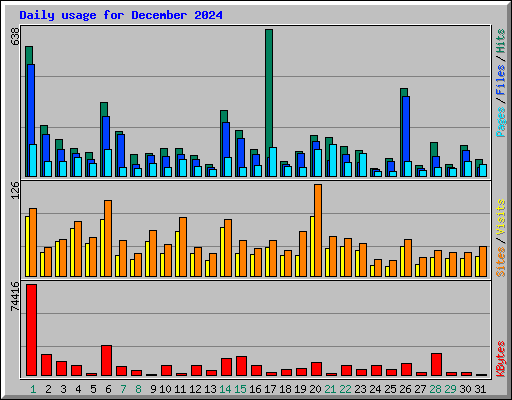 Daily usage for December 2024
638
Pages / Files / Hits
126
Sites / Visits
74416
KBytes
1 2 3 4 5 6 7 8 9 10 11 12 13 14 15 16 17 18 19 20 21 22 23 24 25 26 27 28 29 30 31